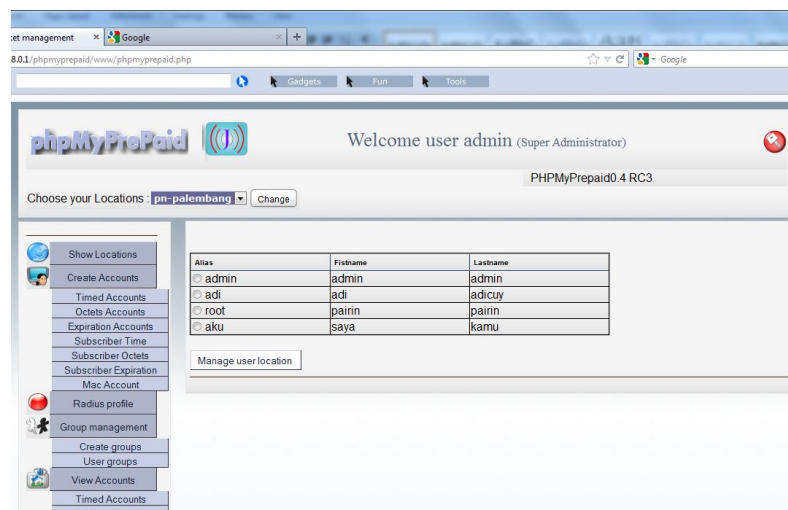 cet management × Google × +
8.0.1/phpmyprepaid/www/phpmyprepaid.php Google
Gadgets Fun Tools
phpMyPrePaid ((J)) Welcome user admin (Super Administrator)
PHPMyPrepaid0.4 RC3
Choose your Locations : pn-palembang Change
Show Locations
Create Accounts
Timed Accounts
Octets Accounts
Expiration Accounts
Subscriber Time
Subscriber Octets
Subscriber Expiration
Mac Account
Radius profile
Group management
Create groups
User groups
View Accounts
Timed Accounts
Alias Fistname Lastname
admin admin admin
adi adi adicuy
root pairin pairin
aku saya kamu
Manage user location